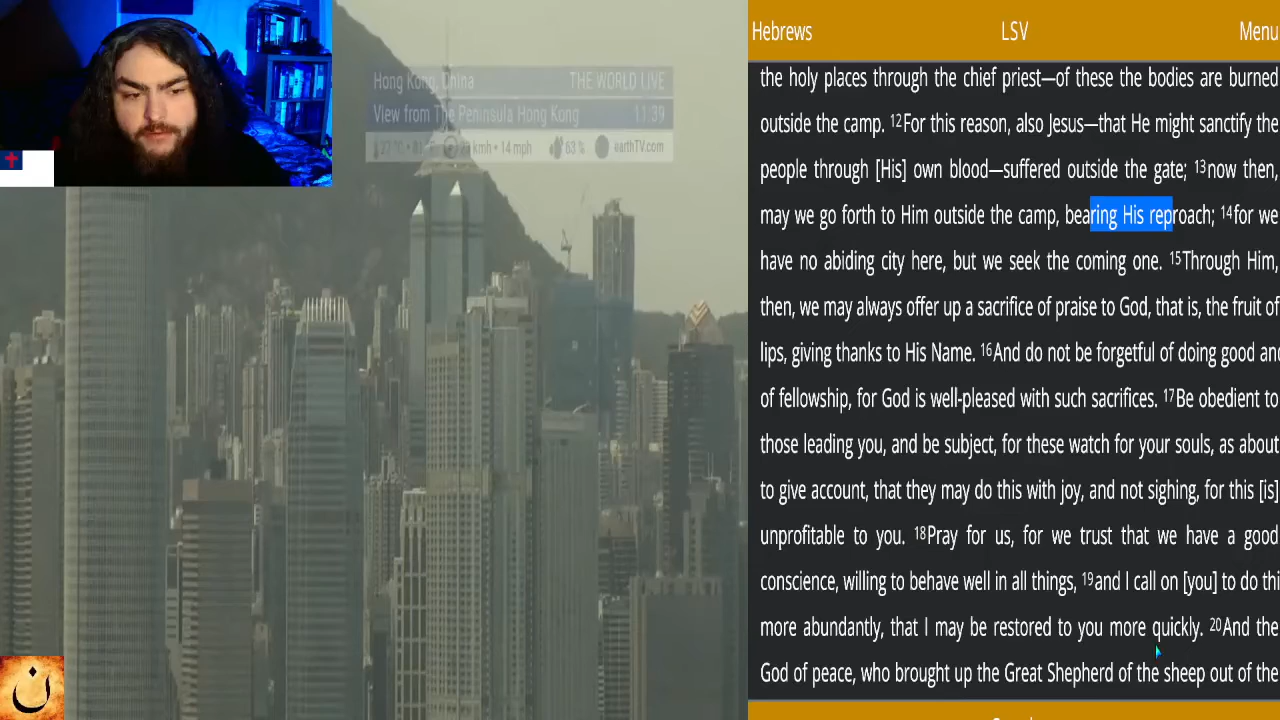 Hong Kong, China THE WORLD LIVE
View from The Peninsula Hong Kong 11:39
kmh • 14 mph 63 % earthTV.com
Hebrews LSV Menu
the holy places through the chief priest—of these the bodies are burned
outside the camp. 12For this reason, also Jesus—that He might sanctify the
people through [His] own blood—suffered outside the gate; 13now then,
may we go forth to Him outside the camp, bearing His reproach; 14for we
have no abiding city here, but we seek the coming one. 15Through Him,
then, we may always offer up a sacrifice of praise to God, that is, the fruit of
lips, giving thanks to His Name. 16And do not be forgetful of doing good and
of fellowship, for God is well-pleased with such sacrifices. 17Be obedient to
those leading you, and be subject, for these watch for your souls, as about
to give account, that they may do this with joy, and not sighing, for this [is]
unprofitable to you. 18Pray for us, for we trust that we have a good
conscience, willing to behave well in all things, 19and I call on [you] to do thi
more abundantly, that I may be restored to you more quickly. 20And the
God of peace, who brought up the Great Shepherd of the sheep out of the
ن